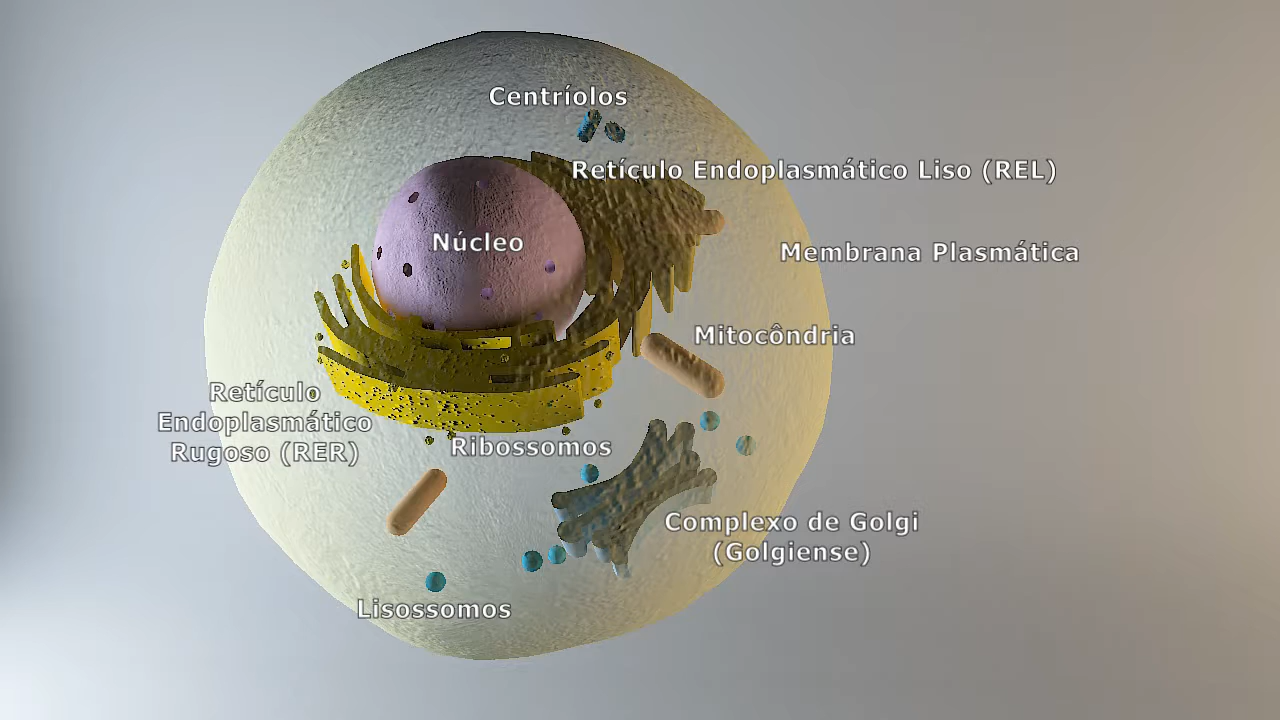 Centríolos
Retículo Endoplasmático Liso (REL)
Núcleo
Membrana Plasmática
Mitocôndria
Retículo
Endoplasmático
Rugoso (RER)
Ribossomos
Complexo de Golgi
(Golgiense)
Lisossomos